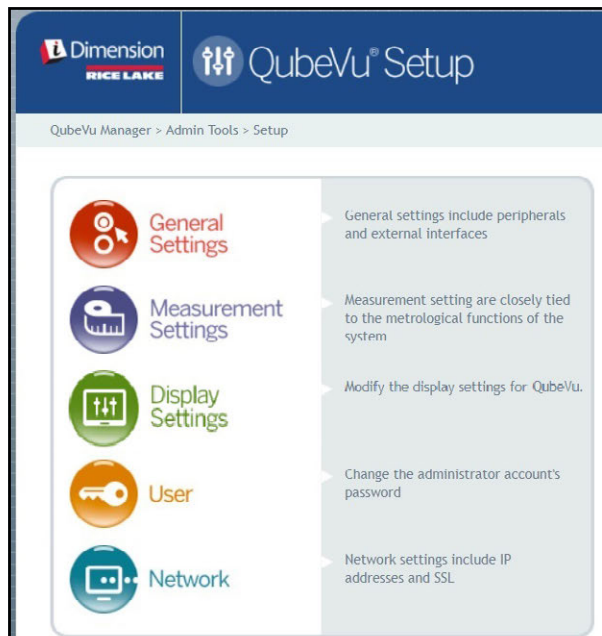 iDimension
RICE LAKE
QubeVu® Setup
QubeVu Manager > Admin Tools > Setup
General
Settings
General settings include peripherals
and external interfaces
Measurement
Settings
Measurement setting are closely tied
to the metrological functions of the
system
Display
Settings
Modify the display settings for QubeVu.
User
Change the administrator account's
password
Network
Network settings include IP
addresses and SSL